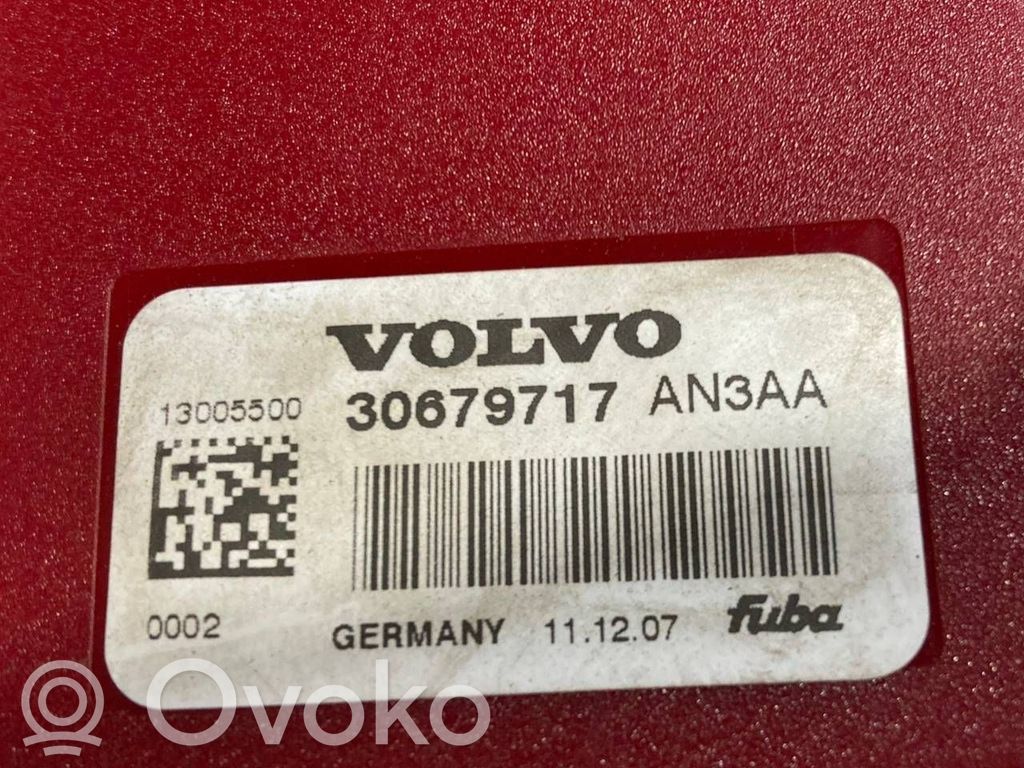 VOLVO
13005500 30679717 AN3AA
0002 GERMANY 11.12.07 fuba
Ovoko